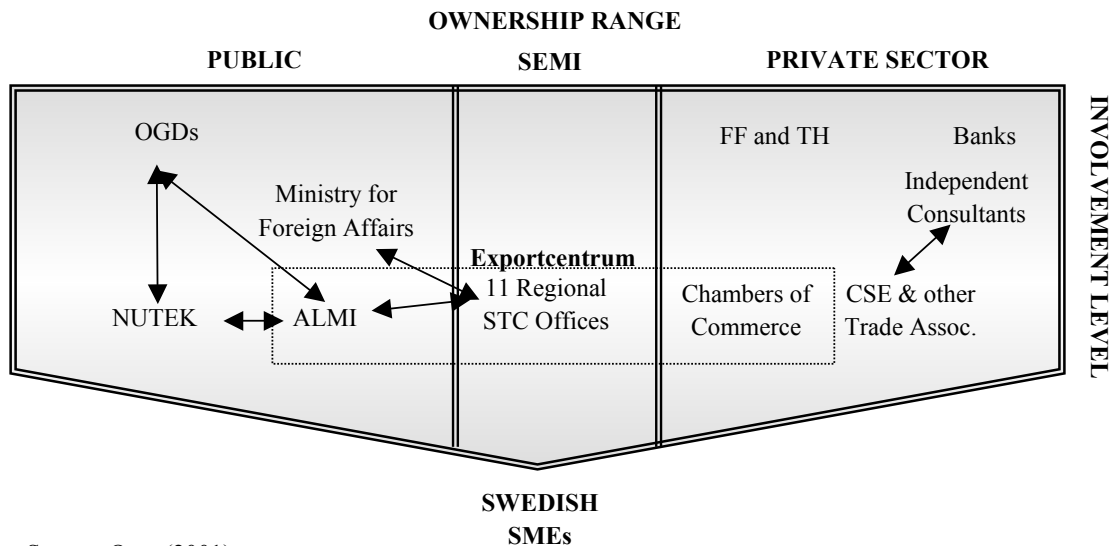 OWNERSHIP RANGE
PUBLIC SEMI PRIVATE SECTOR
OGDs
FF and TH
Banks
Ministry for
Foreign Affairs
Independent
Consultants
Exportcentrum
11 Regional
STC Offices
NUTEK
ALMI
Chambers of
Commerce
CSE & other
Trade Assoc.
INVOLVEMENT LEVEL
SWEDISH
SMEs